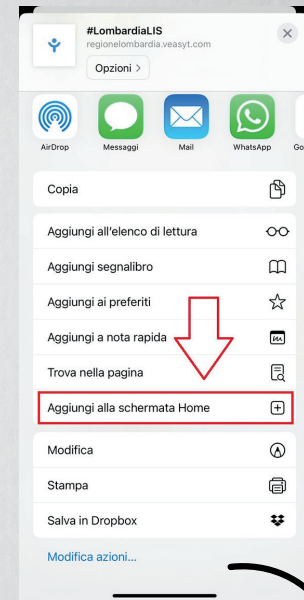 #LombardiaLIS
regionelombardia.veasyt.com
Opzioni >
AirDrop
Messaggi
Mail
WhatsApp
Go
Copia
Aggiungi all'elenco di lettura
Aggiungi segnalibro
Aggiungi ai preferiti
Aggiungi a nota rapida
Trova nella pagina
Aggiungi alla schermata Home
Modifica
Stampa
Salva in Dropbox
Modifica azioni...